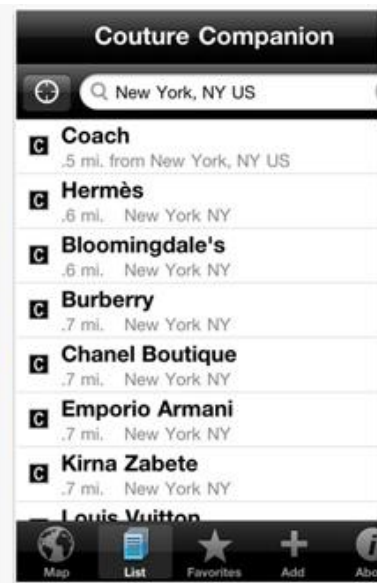 Couture Companion
New York, NY US
C Coach
.5 mi. from New York, NY US
C Hermès
.6 mi. New York NY
C Bloomingdale's
.6 mi. New York NY
C Burberry
.7 mi. New York NY
C Chanel Boutique
.7 mi. New York NY
C Emporio Armani
.7 mi. New York NY
C Kirna Zabete
.7 mi. New York NY
Louis Vuitton
Map List Favorites Add Abo